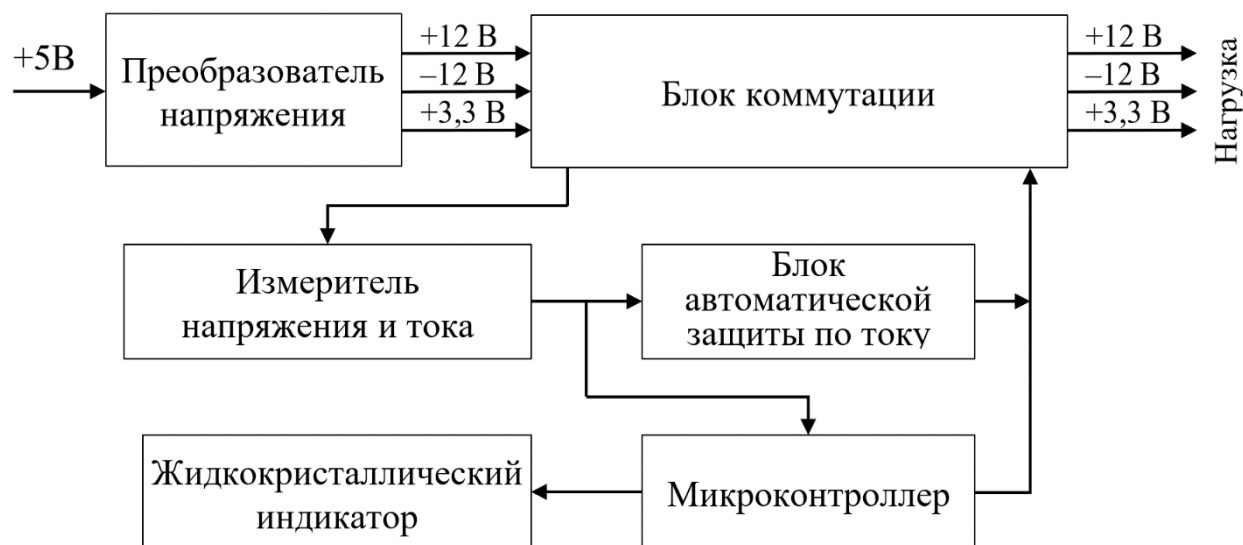 +5В
Преобразователь
напряжения
+12 В
–12 В
+3,3 В
Блок коммутации
+12 В
–12 В
+3,3 В
Нагрузка
Измеритель
напряжения и тока
Блок
автоматической
защиты по току
Жидкокристаллический
индикатор
Микроконтроллер